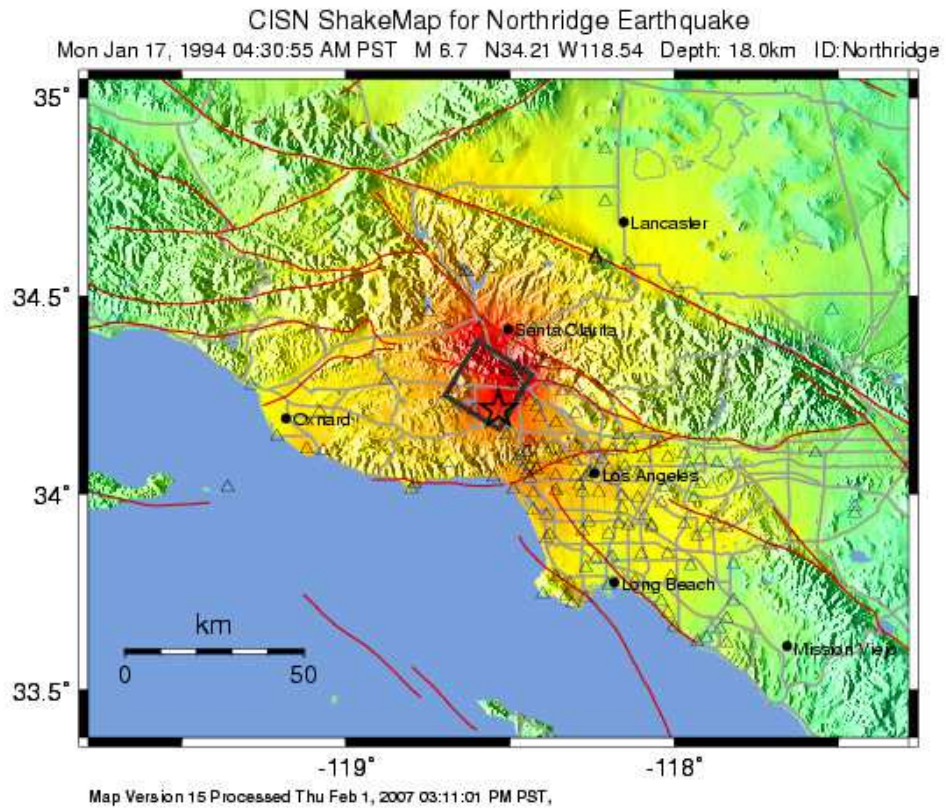 CISN ShakeMap for Northridge Earthquake
Mon Jan 17, 1994 04:30:55 AM PST M 6.7 N34.21 W118.54 Depth: 18.0km ID:Northridge
35°
Lancaster
34.5°
Santa Clarita
Oxnard
Los Angeles
34°
Long Beach
km
Mission Viejo
0 50
33.5°
-119° -118°
Map Version 15 Processed Thu Feb 1, 2007 03:11:01 PM PST,